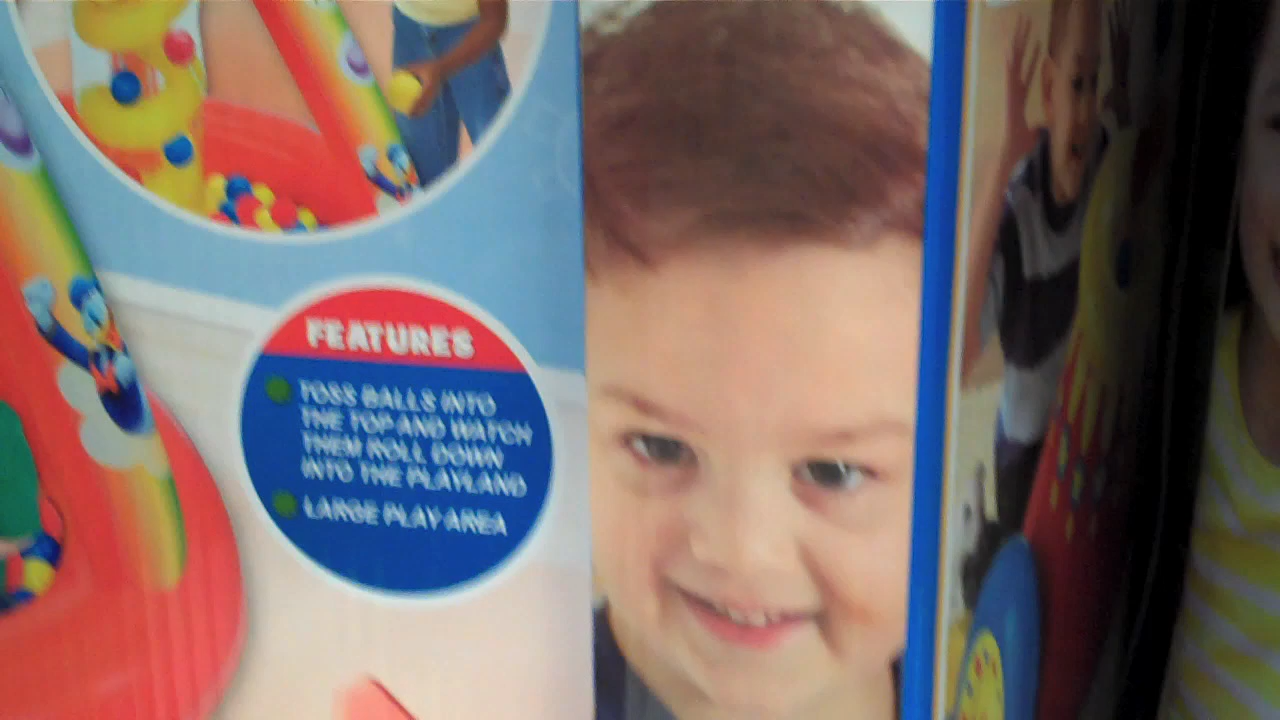 FEATURES
TOSS BALLS INTO
THE TOP AND WATCH
THEM ROLL DOWN
INTO THE PLAYLAND
LARGE PLAY AREA